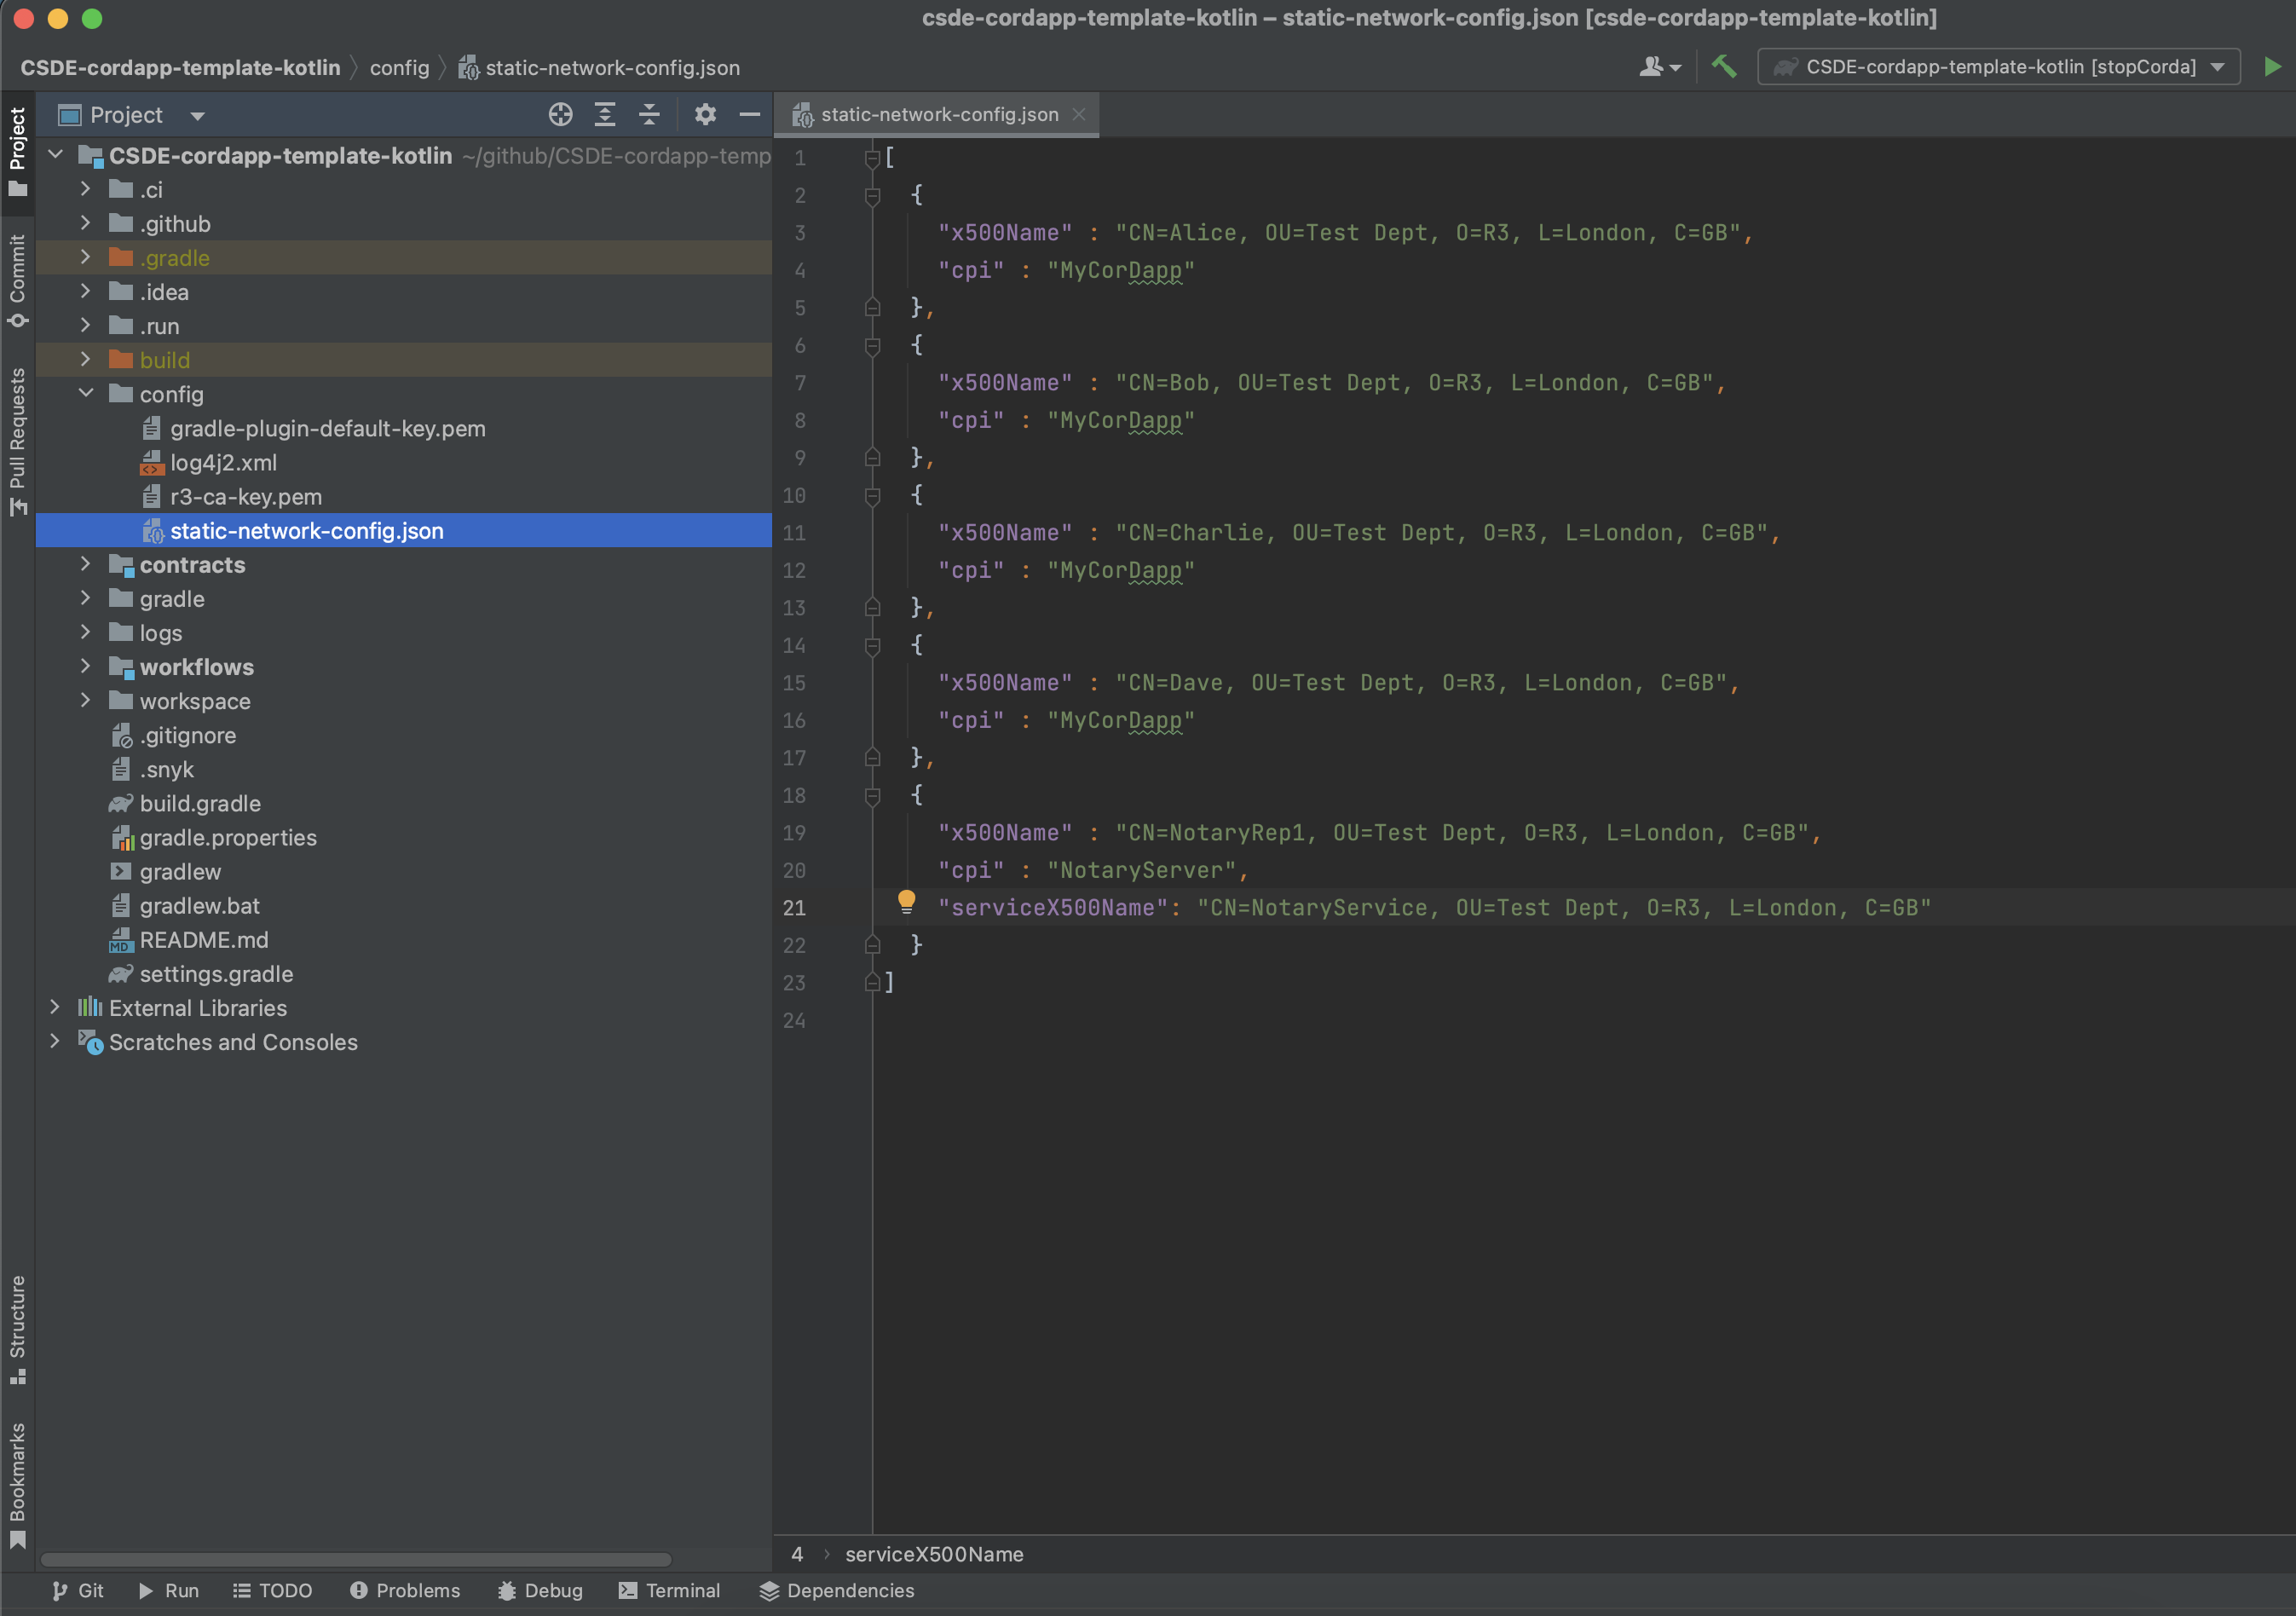 csde-cordapp-template-kotlin – static-network-config.json [csde-cordapp-template-kotlin]
CSDE-cordapp-template-kotlin config static-network-config.json
CSDE-cordapp-template-kotlin [stopCorda]
Project
Commit
Pull Requests
Structure
Bookmarks
Project
CSDE-cordapp-template-kotlin ~/github/CSDE-cordapp-temp
.ci
.github
.gradle
.idea
.run
build
config
gradle-plugin-default-key.pem
log4j2.xml
r3-ca-key.pem
static-network-config.json
contracts
gradle
logs
workflows
workspace
.gitignore
.snyk
build.gradle
gradle.properties
gradlew
gradlew.bat
README.md
settings.gradle
External Libraries
Scratches and Consoles
static-network-config.json
1 [
2 {
3 "x500Name" : "CN=Alice, OU=Test Dept, O=R3, L=London, C=GB",
4 "cpi" : "MyCorDapp"
5 },
6 {
7 "x500Name" : "CN=Bob, OU=Test Dept, O=R3, L=London, C=GB",
8 "cpi" : "MyCorDapp"
9 },
10 {
11 "x500Name" : "CN=Charlie, OU=Test Dept, O=R3, L=London, C=GB",
12 "cpi" : "MyCorDapp"
13 },
14 {
15 "x500Name" : "CN=Dave, OU=Test Dept, O=R3, L=London, C=GB",
16 "cpi" : "MyCorDapp"
17 },
18 {
19 "x500Name" : "CN=NotaryRep1, OU=Test Dept, O=R3, L=London, C=GB",
20 "cpi" : "NotaryServer",
21 "serviceX500Name": "CN=NotaryService, OU=Test Dept, O=R3, L=London, C=GB"
22 }
23 ]
24
4 › serviceX500Name
Git Run TODO Problems Debug Terminal Dependencies